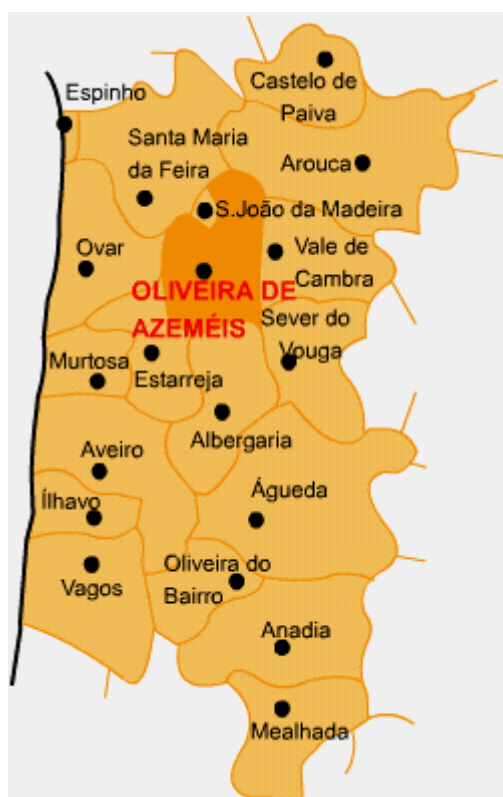 Castelo de
Paiva
Espinho
Santa Maria
da Feira
Arouca
S.João da Madeira
Ovar
Vale de
Cambra
OLIVEIRA DE
AZEMÉIS
Sever do
Vouga
Murtosa
Estarreja
Albergaria
Aveiro
Águeda
Ílhavo
Oliveira do
Bairro
Vagos
Anadia
Mealhada